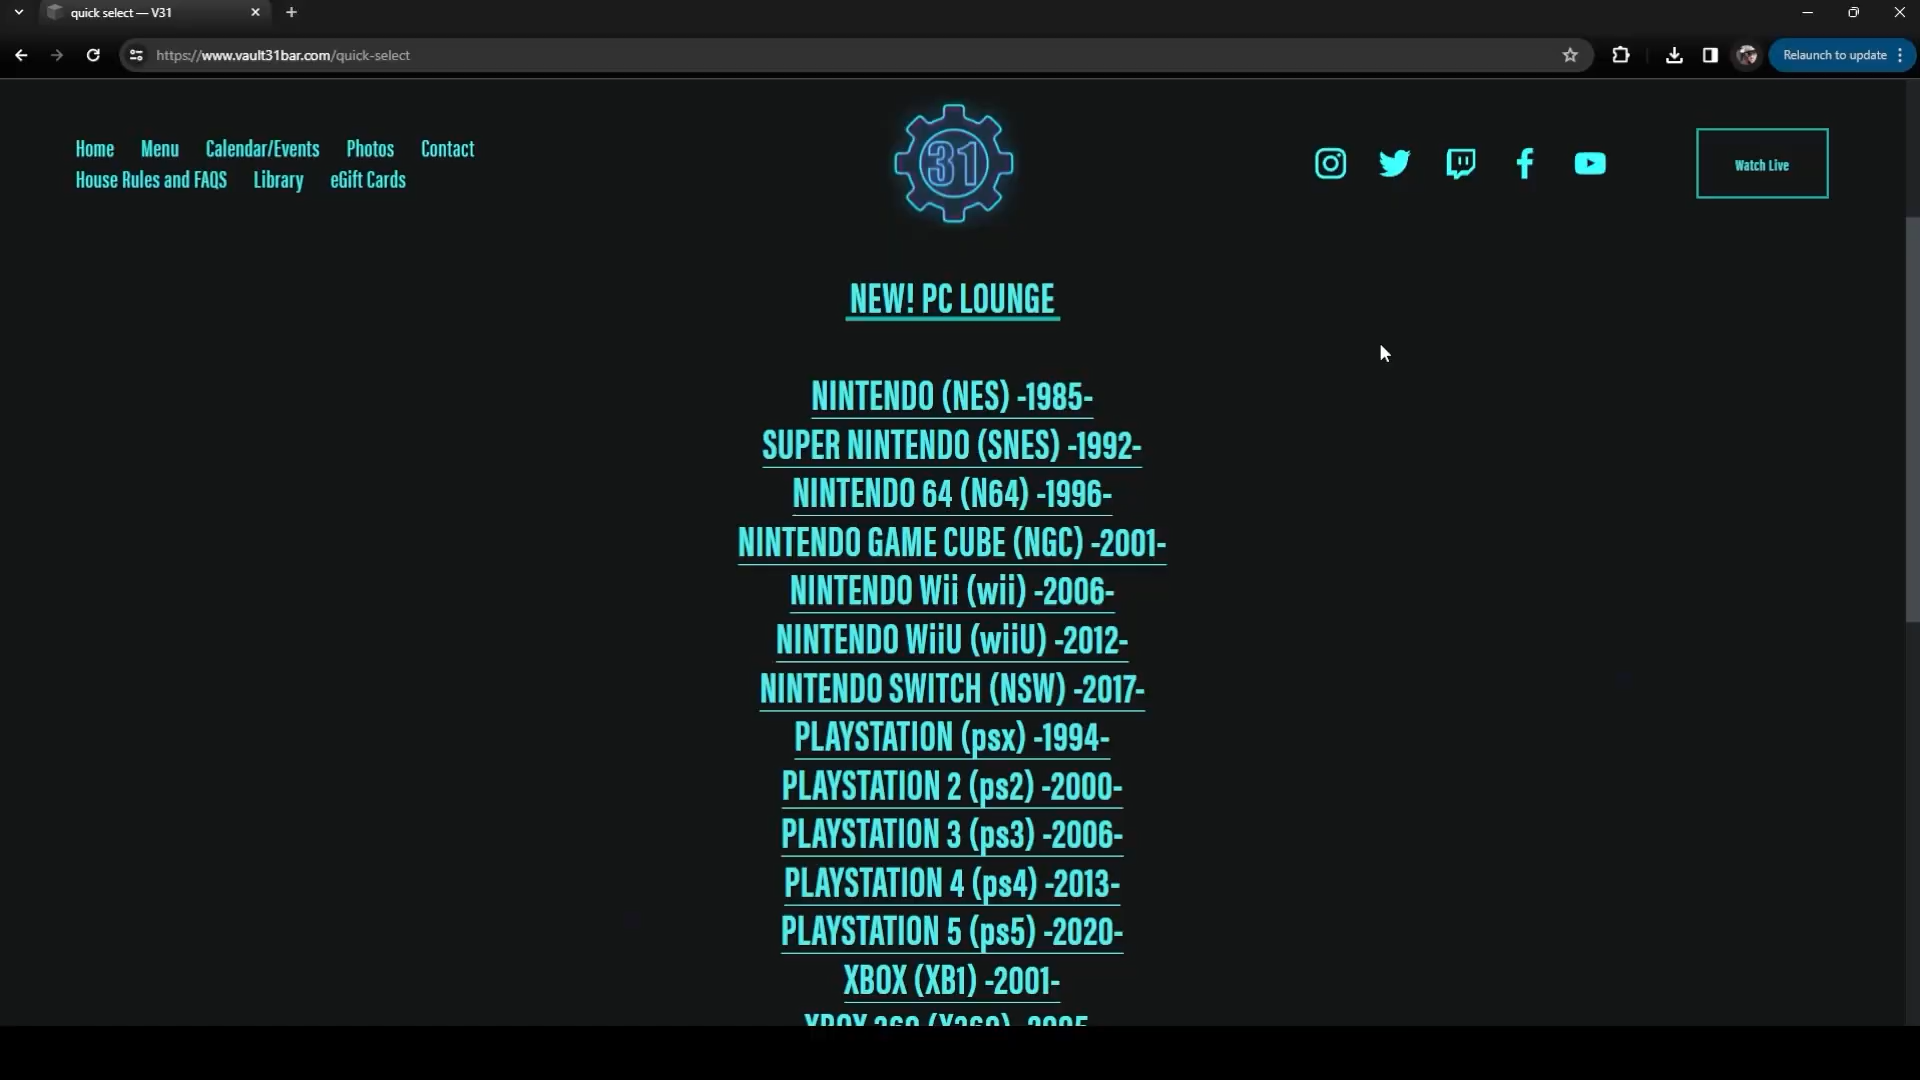 quick select — V31
https://www.vault31bar.com/quick-select
Relaunch to update
Home Menu Calendar/Events Photos Contact
House Rules and FAQS Library eGift Cards
31
Watch Live
NEW! PC LOUNGE
NINTENDO (NES) -1985-
SUPER NINTENDO (SNES) -1992-
NINTENDO 64 (N64) -1996-
NINTENDO GAME CUBE (NGC) -2001-
NINTENDO Wii (wii) -2006-
NINTENDO WiiU (wiiU) -2012-
NINTENDO SWITCH (NSW) -2017-
PLAYSTATION (psx) -1994-
PLAYSTATION 2 (ps2) -2000-
PLAYSTATION 3 (ps3) -2006-
PLAYSTATION 4 (ps4) -2013-
PLAYSTATION 5 (ps5) -2020-
XBOX (XB1) -2001-
XBOX 360 (X360) -2005